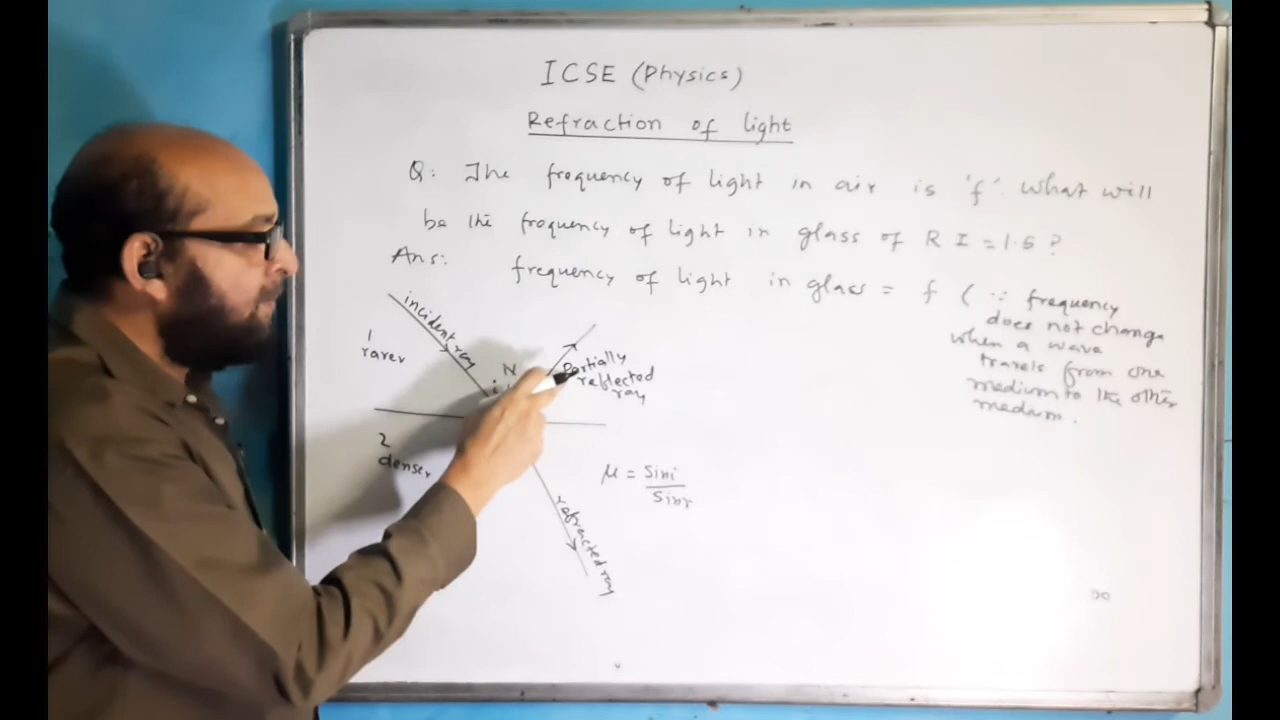 ICSE (Physics)
Refraction of light
Q: The frequency of light in air is 'f'. What will
be the frequency of light in glass of R I = 1.5 ?
Ans: frequency of light in glass = f ( ∵ frequency
does not change
when a wave
travels from one
medium to the other
medium.
incident ray
1
rarer
N
i
Partially
reflected
ray
2
denser
μ = sini
sinr
refracted ray